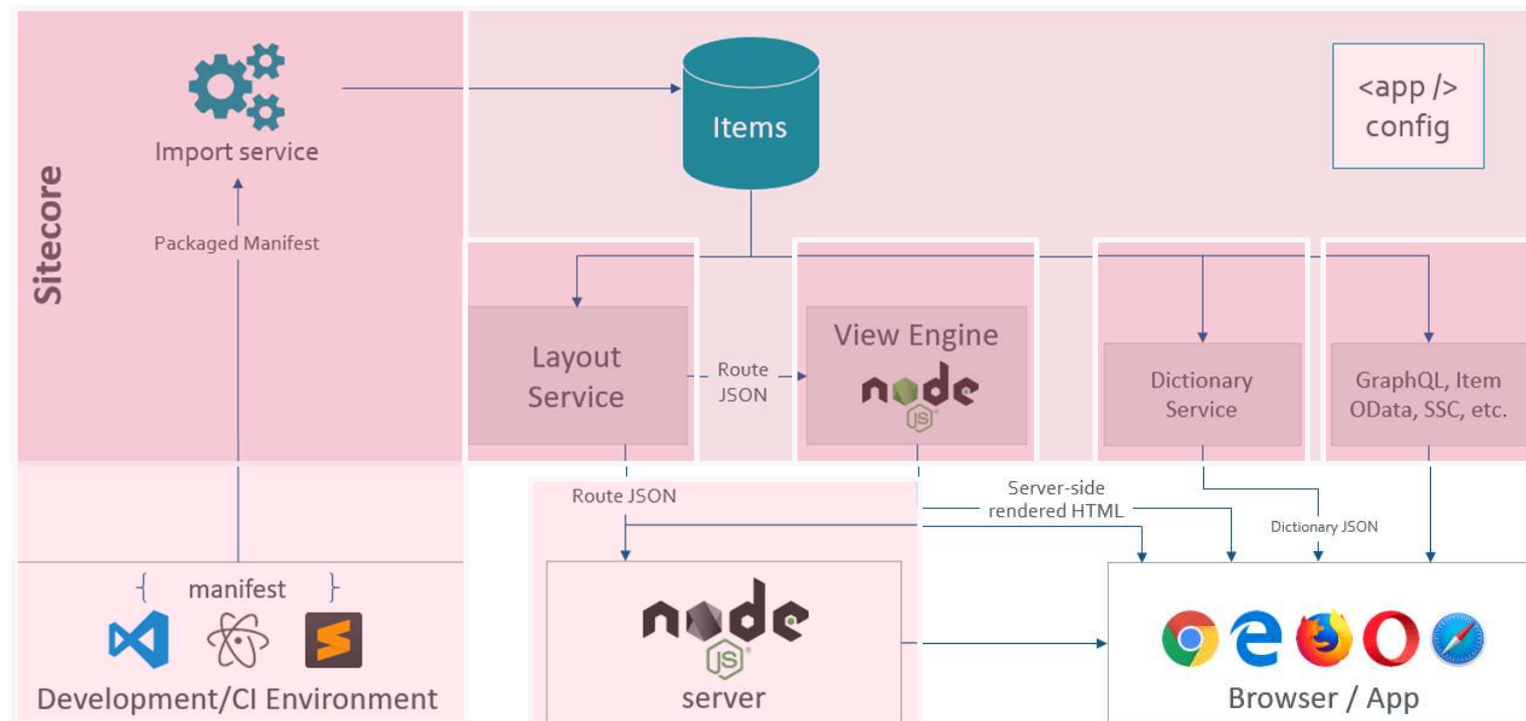 Sitecore
Import service
Packaged Manifest
Items
<app />
config
Layout
Service
Route
JSON
View Engine
node
JS
Dictionary
Service
GraphQL, Item
OData, SSC, etc.
Route JSON
Server-side
rendered HTML
Dictionary JSON
{ manifest }
Development/CI Environment
node
JS
server
Browser / App